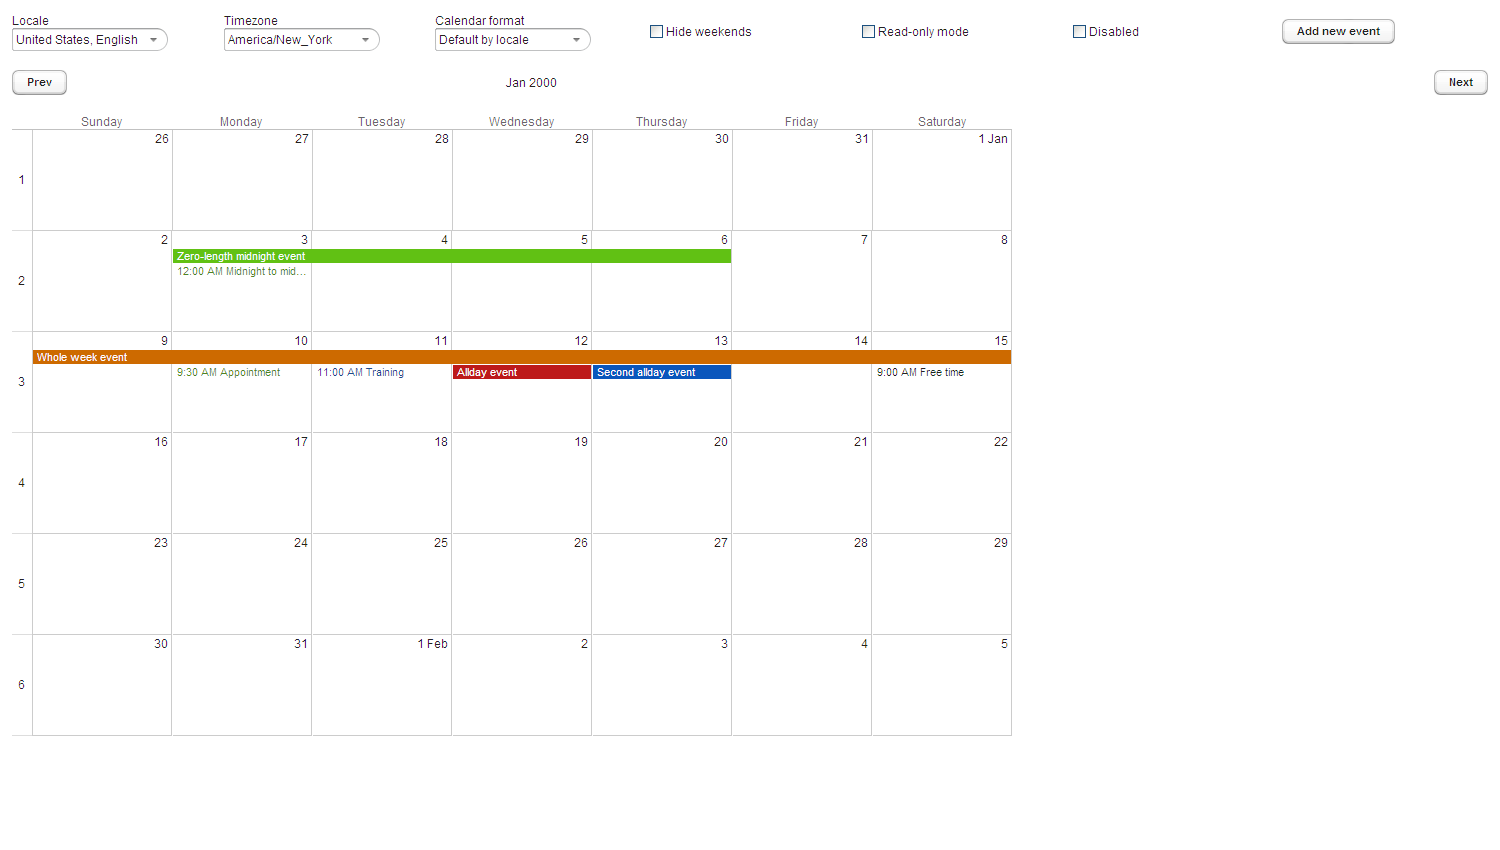 Locale Timezone Calendar format
United States, English America/New_York Default by locale Hide weekends Read-only mode Disabled Add new event
Prev Jan 2000 Next
Sunday Monday Tuesday Wednesday Thursday Friday Saturday
26 27 28 29 30 31 1 Jan
1
2 3 4 5 6 7 8
Zero-length midnight event
12:00 AM Midnight to mid...
2
9 10 11 12 13 14 15
Whole week event
9:30 AM Appointment 11:00 AM Training Allday event Second allday event 9:00 AM Free time
3
16 17 18 19 20 21 22
4
23 24 25 26 27 28 29
5
30 31 1 Feb 2 3 4 5
6